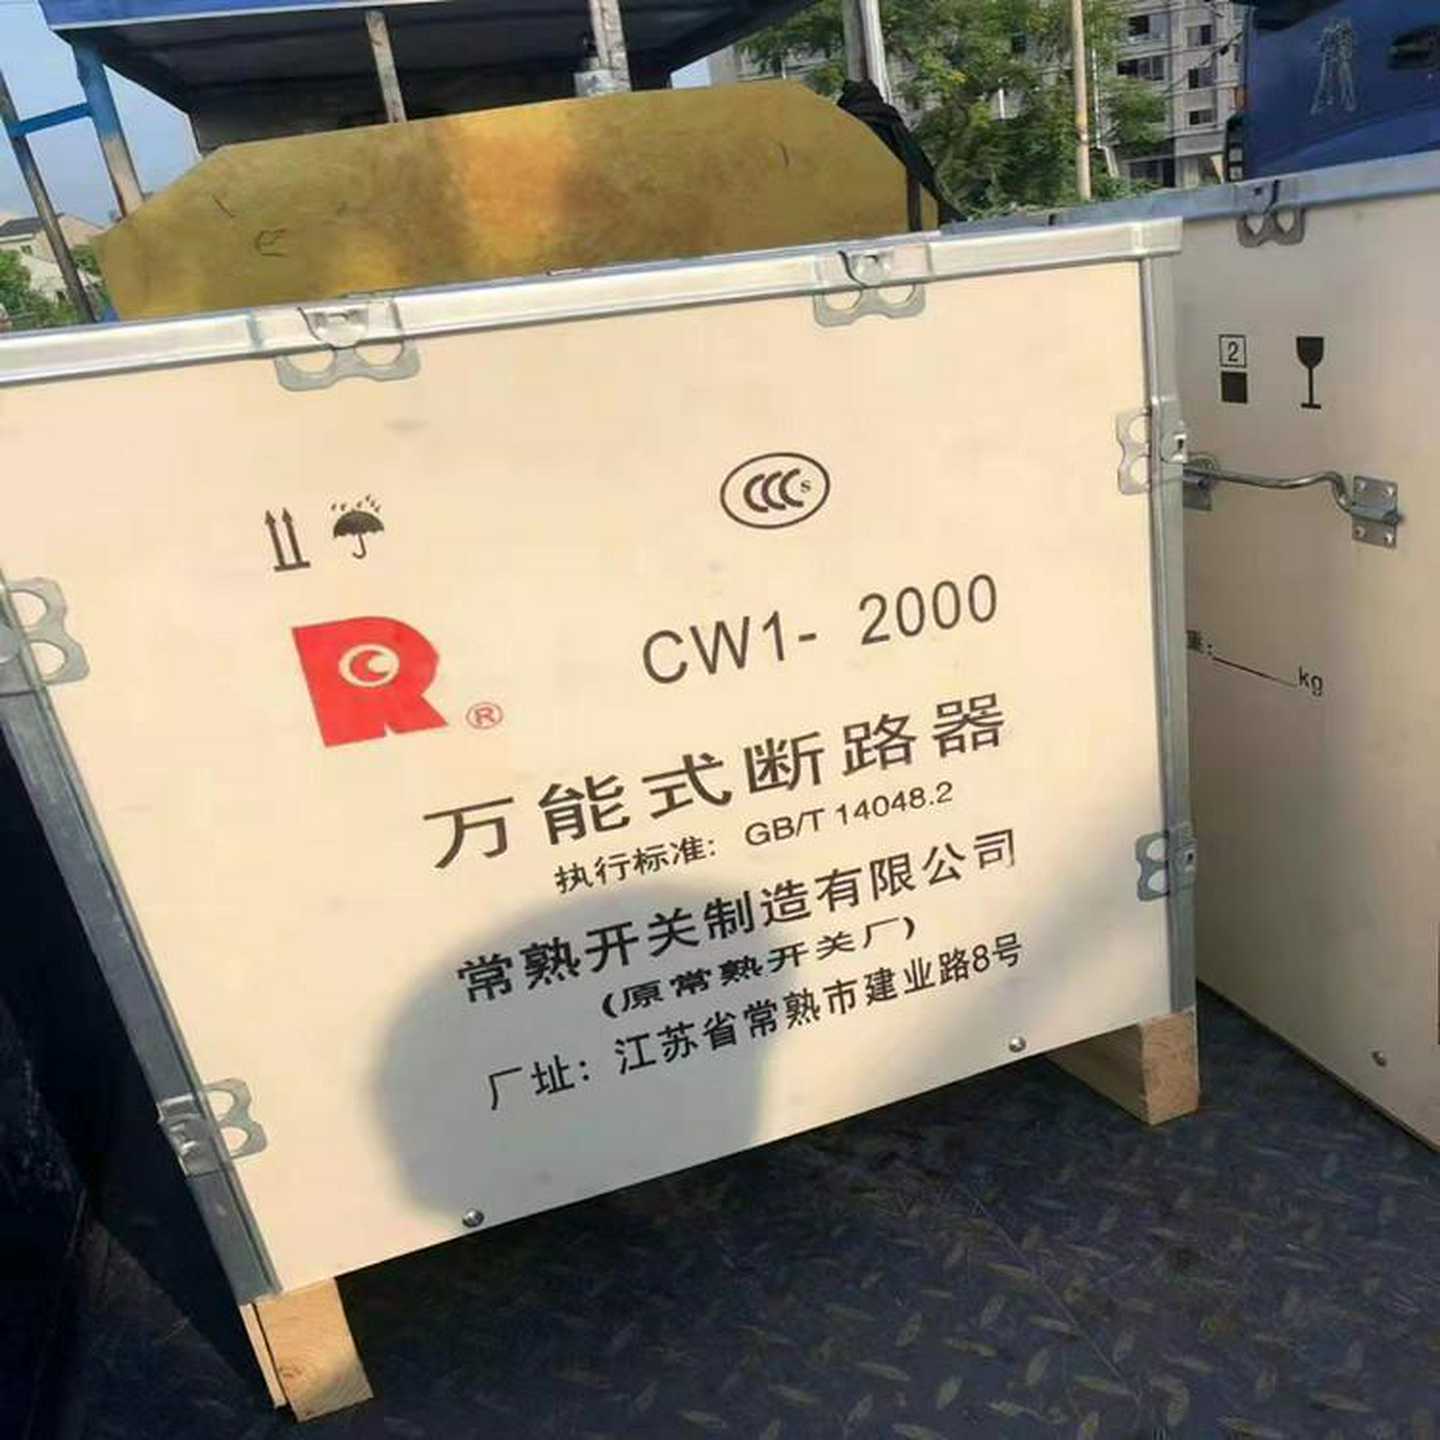 CCC S
CW1- 2000
R
®
万能式断路器
执行标准: GB/T 14048.2
常熟开关制造有限公司
(原常熟开关厂)
厂址: 江苏省常熟市建业路8号
2
重:______kg